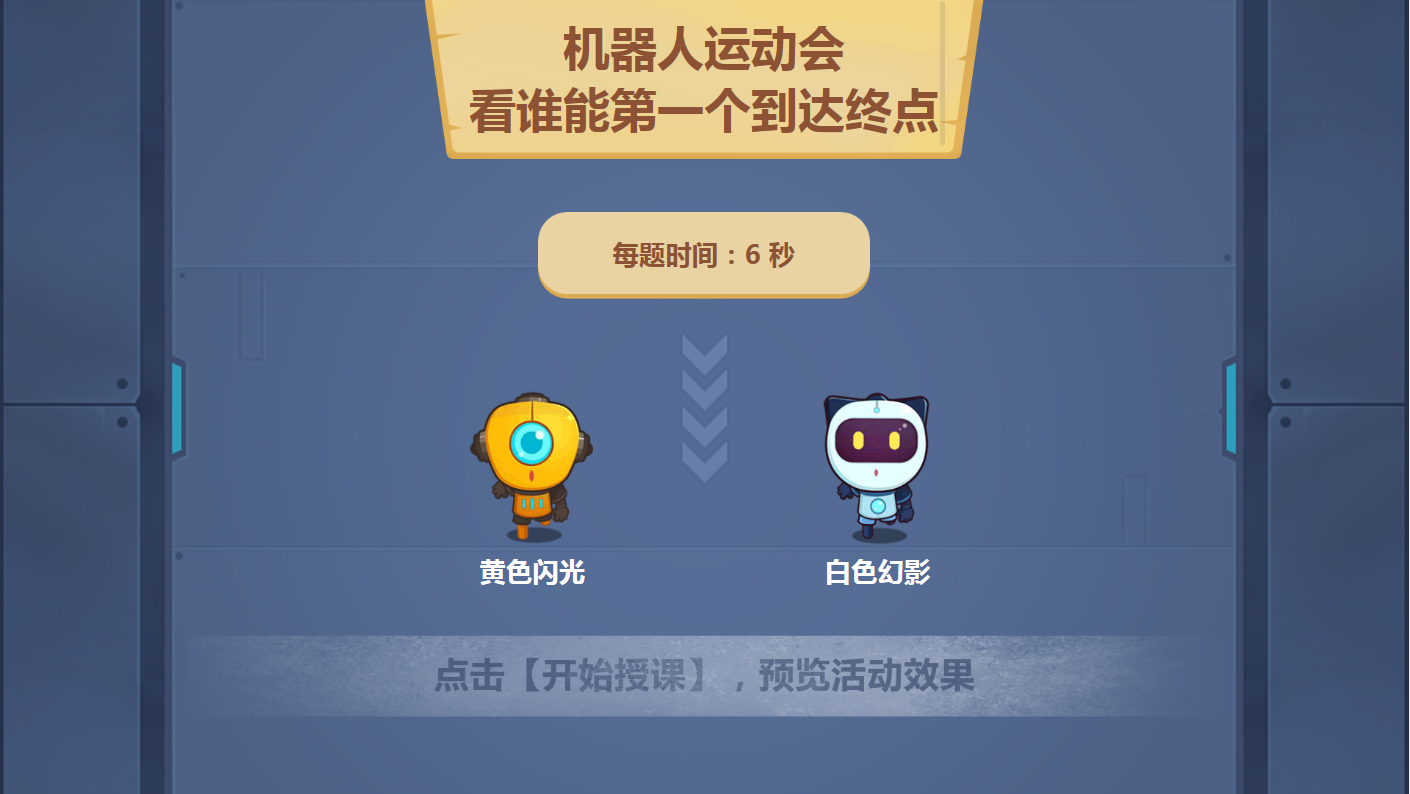 机器人运动会
看谁能第一个到达终点
每题时间：6 秒
黄色闪光
白色幻影
点击【开始授课】，预览活动效果